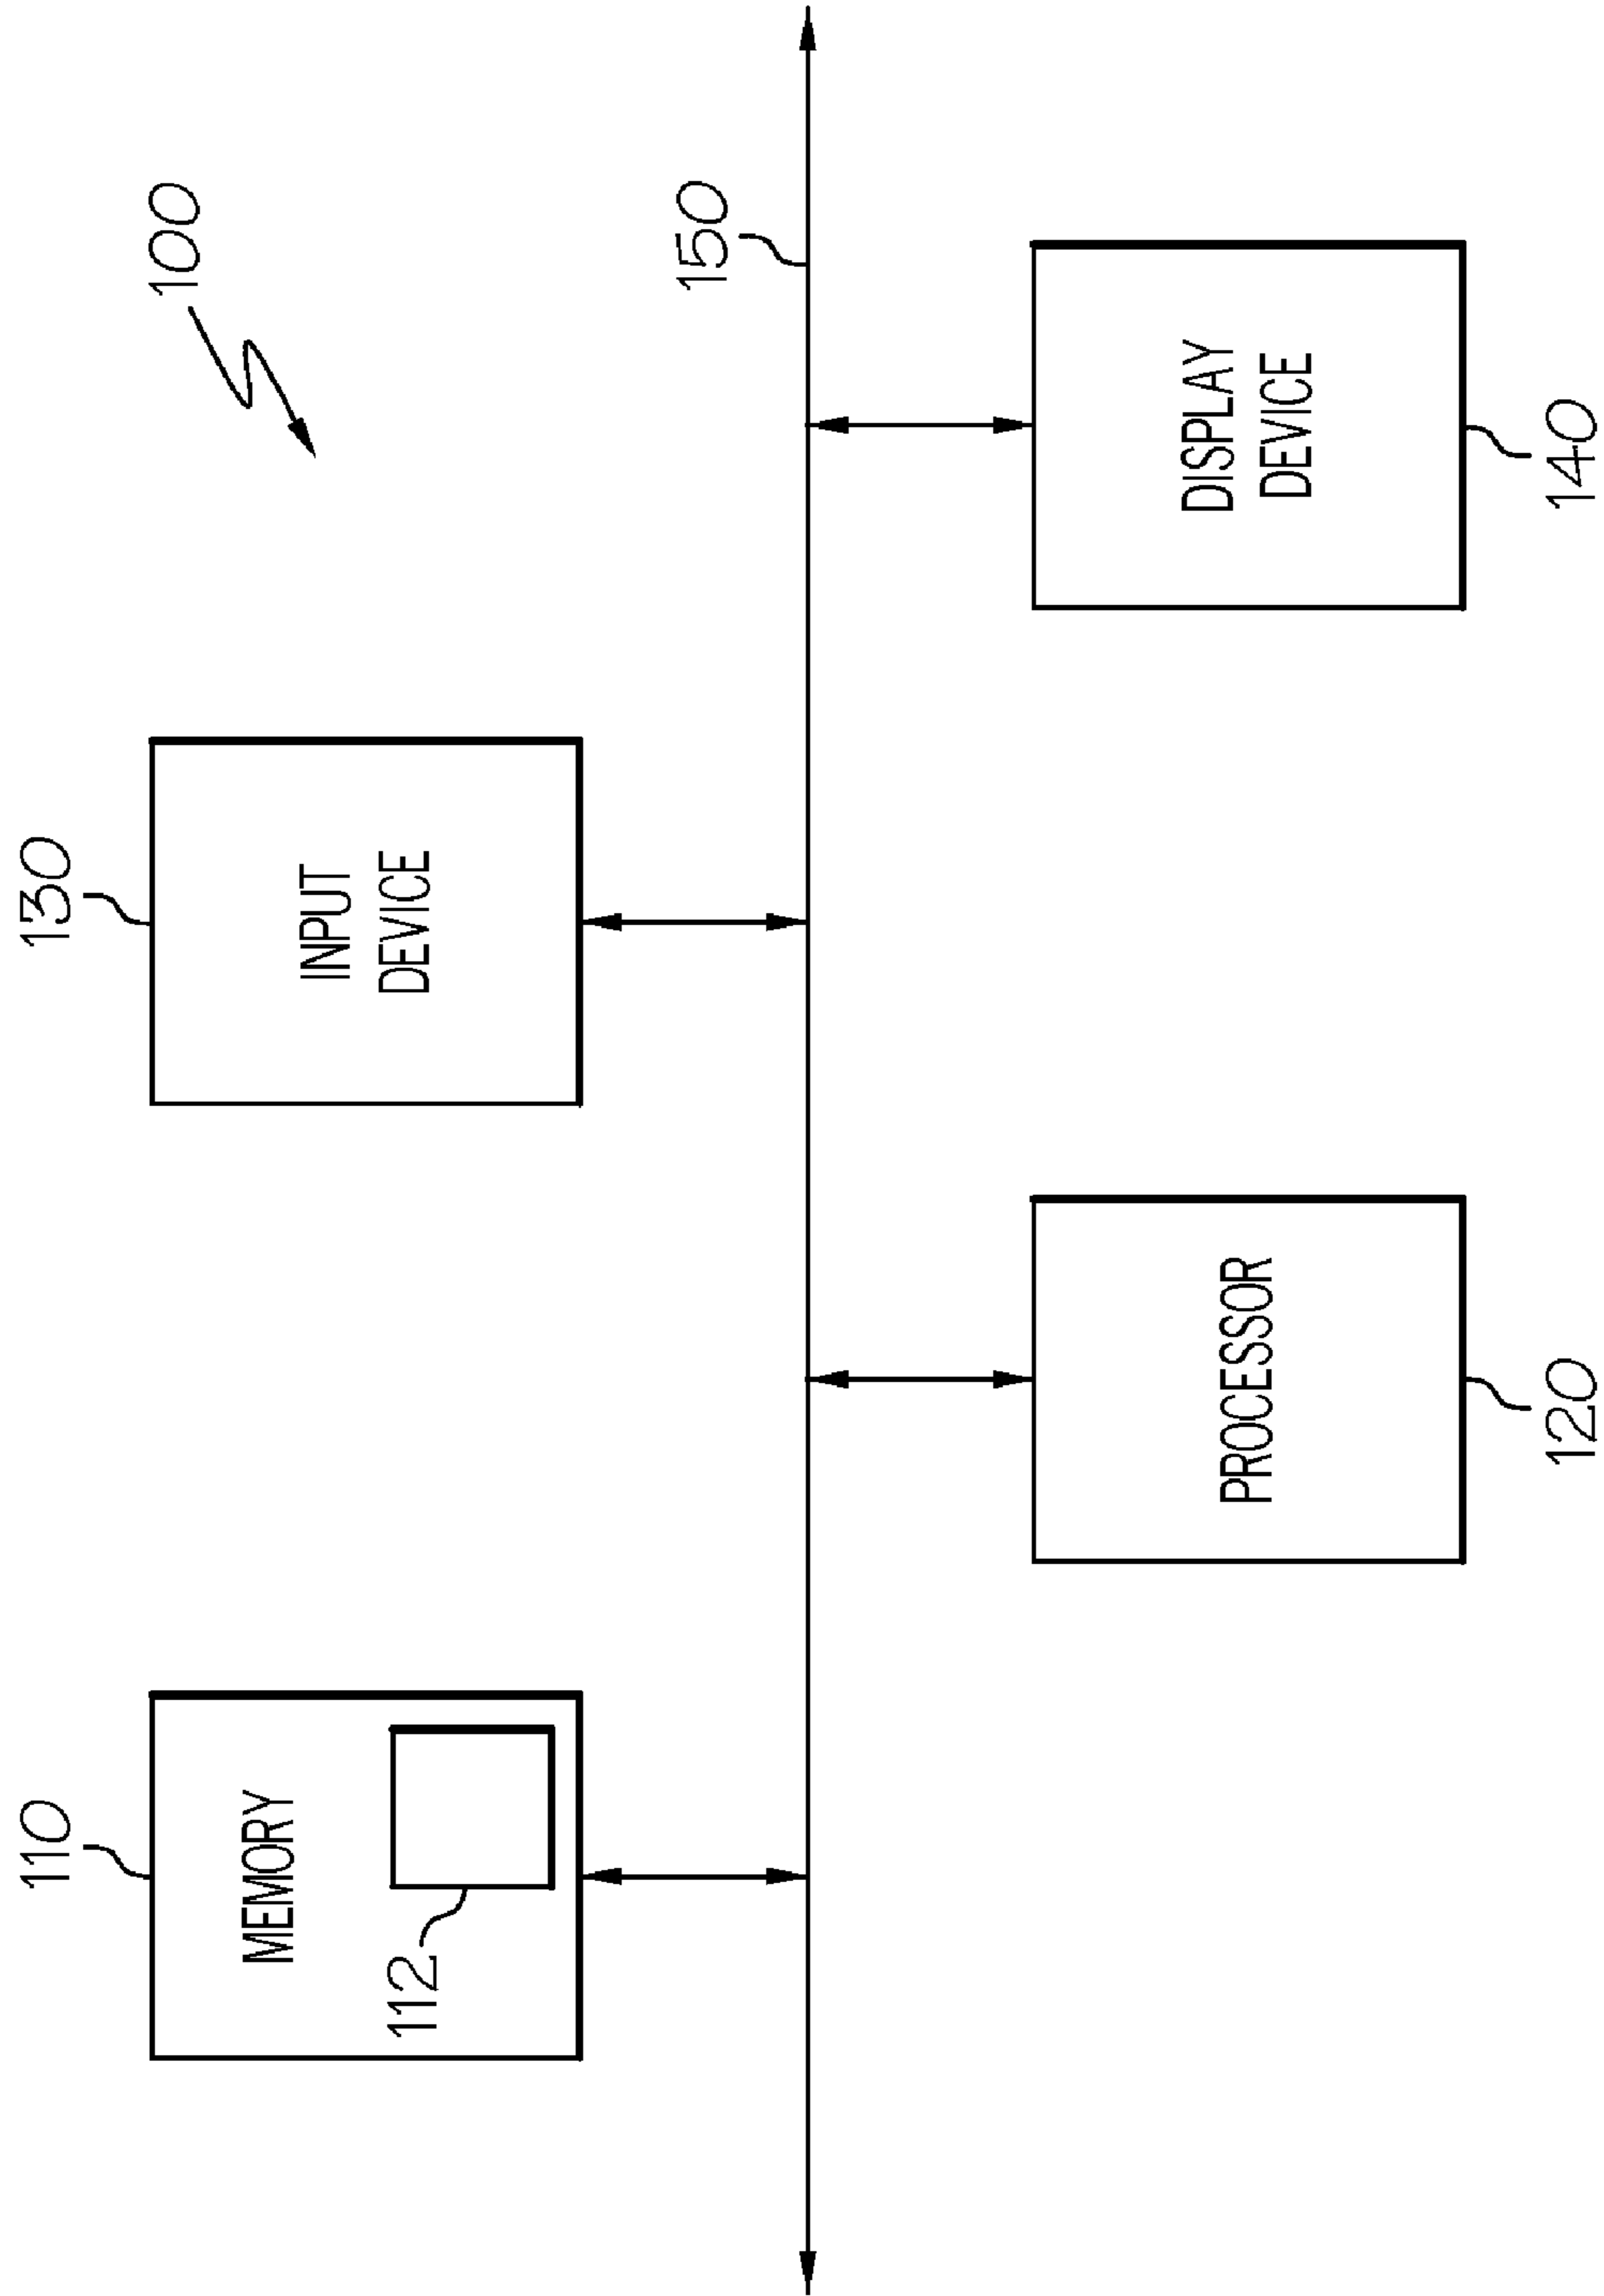 100
110
MEMORY
112
130
INPUT
DEVICE
150
PROCESSOR
120
DISPLAY
DEVICE
140